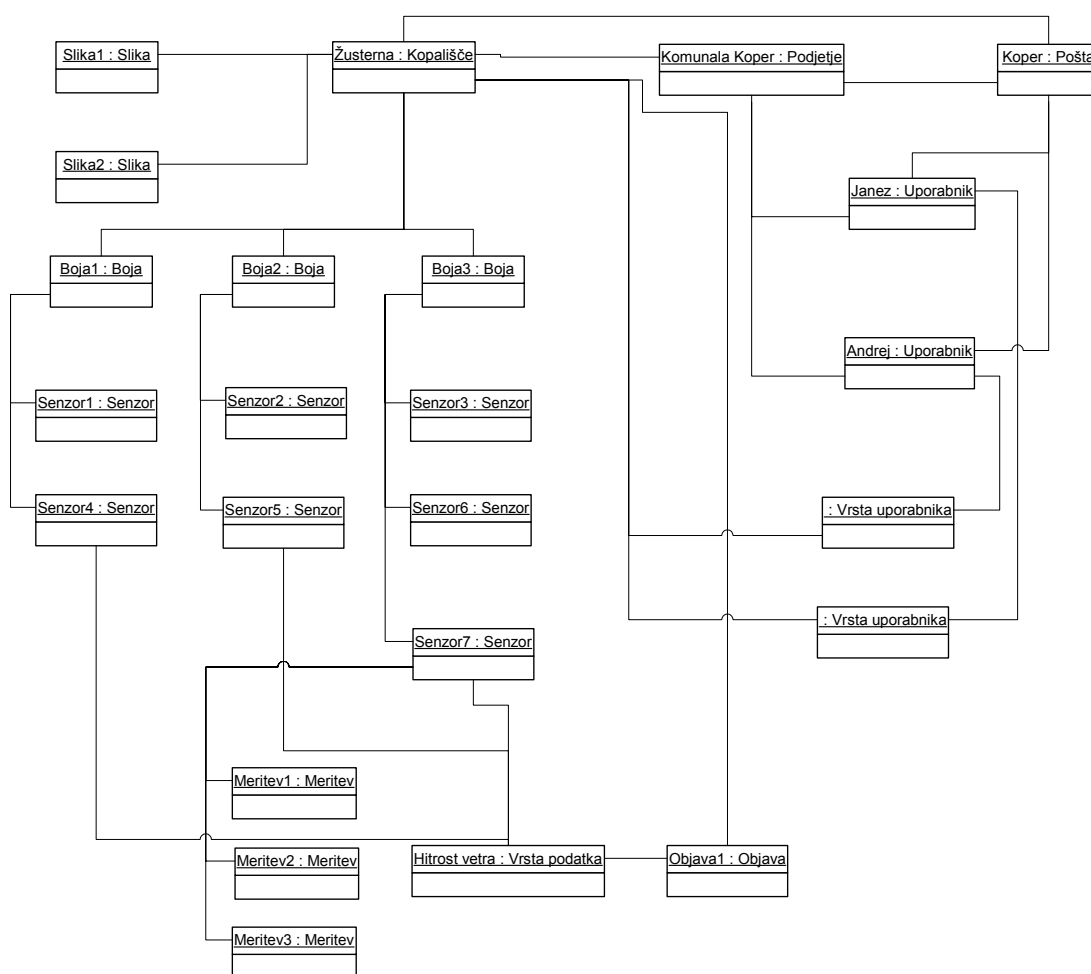 Slika1 : Slika
Žusterna : Kopališče
Komunala Koper : Podjetje
Koper : Pošta
Slika2 : Slika
Janez : Uporabnik
Boja1 : Boja
Boja2 : Boja
Boja3 : Boja
Andrej : Uporabnik
Senzor1 : Senzor
Senzor2 : Senzor
Senzor3 : Senzor
Senzor4 : Senzor
Senzor5 : Senzor
Senzor6 : Senzor
: Vrsta uporabnika
: Vrsta uporabnika
Senzor7 : Senzor
Meritev1 : Meritev
Meritev2 : Meritev
Hitrost vetra : Vrsta podatka
Objava1 : Objava
Meritev3 : Meritev